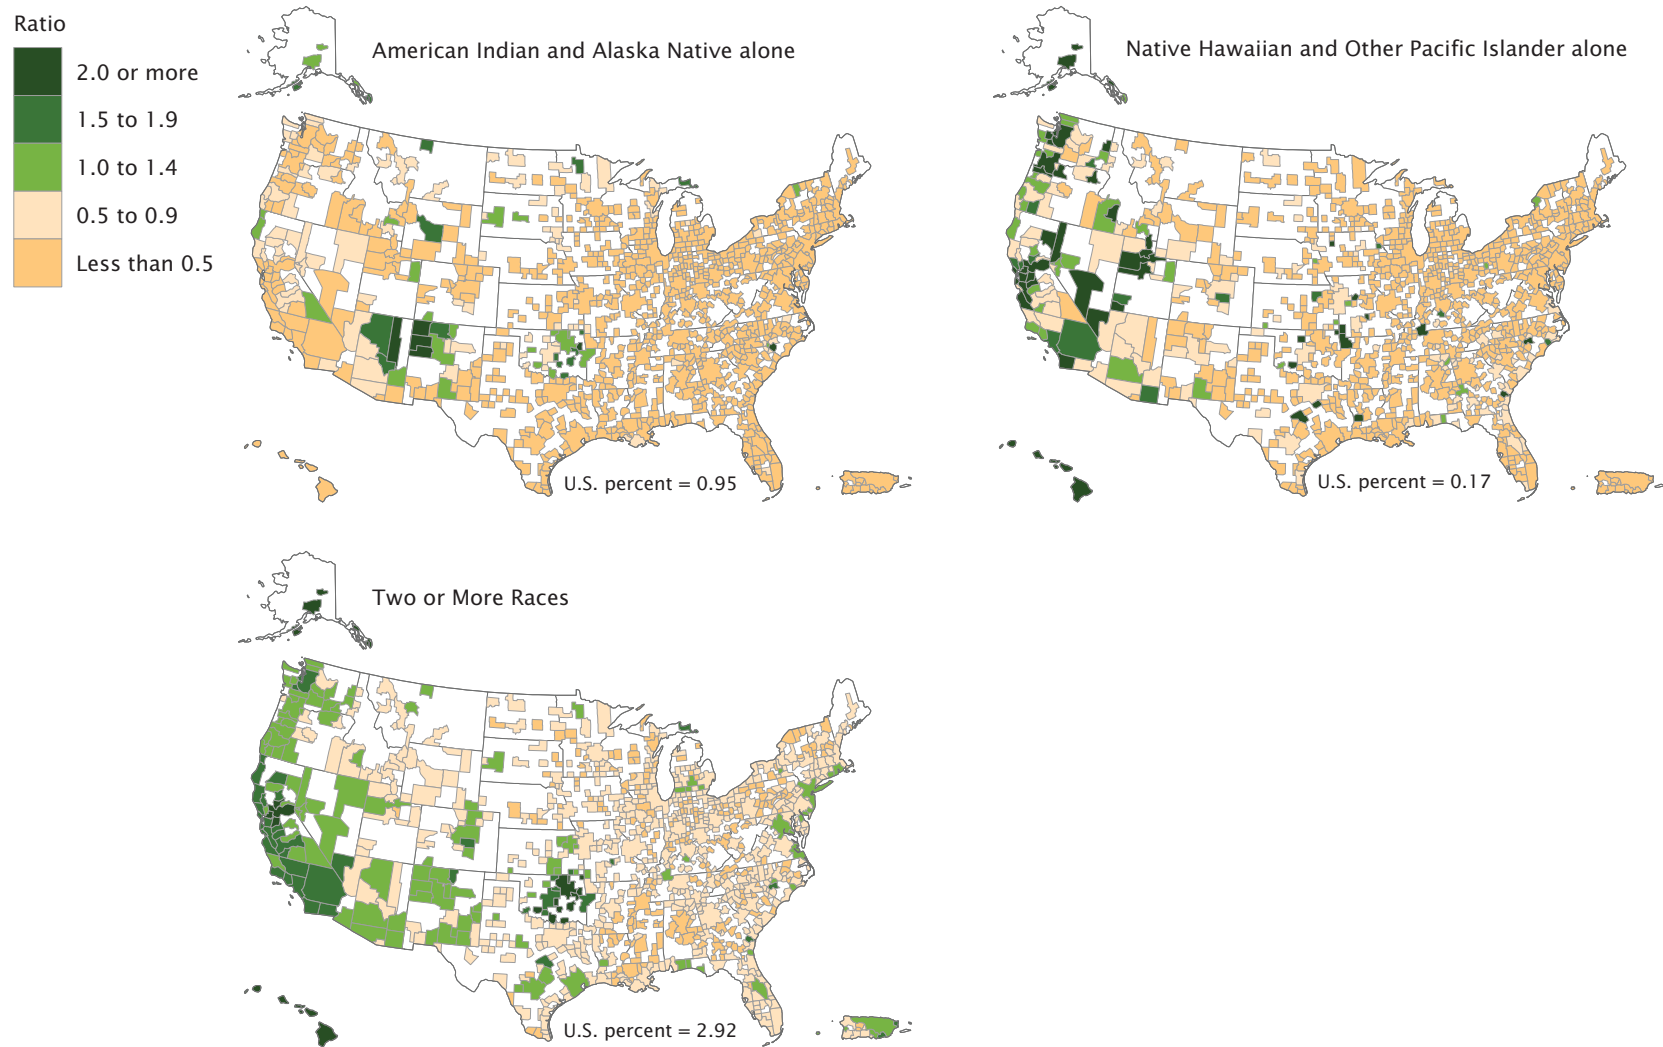 Ratio
2.0 or more
1.5 to 1.9
1.0 to 1.4
0.5 to 0.9
Less than 0.5
American Indian and Alaska Native alone
U.S. percent = 0.95
Native Hawaiian and Other Pacific Islander alone
U.S. percent = 0.17
Two or More Races
U.S. percent = 2.92